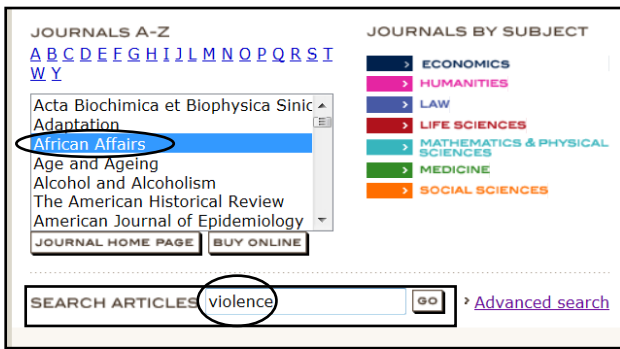 JOURNALS A-Z
A B C D E F G H I J L M N O P Q R S T
W Y
Acta Biochimica et Biophysica Sinic
Adaptation
African Affairs
Age and Ageing
Alcohol and Alcoholism
The American Historical Review
American Journal of Epidemiology
JOURNAL HOME PAGE BUY ONLINE
JOURNALS BY SUBJECT
> ECONOMICS
> HUMANITIES
> LAW
> LIFE SCIENCES
> MATHEMATICS & PHYSICAL
SCIENCES
> MEDICINE
> SOCIAL SCIENCES
SEARCH ARTICLES violence GO > Advanced search